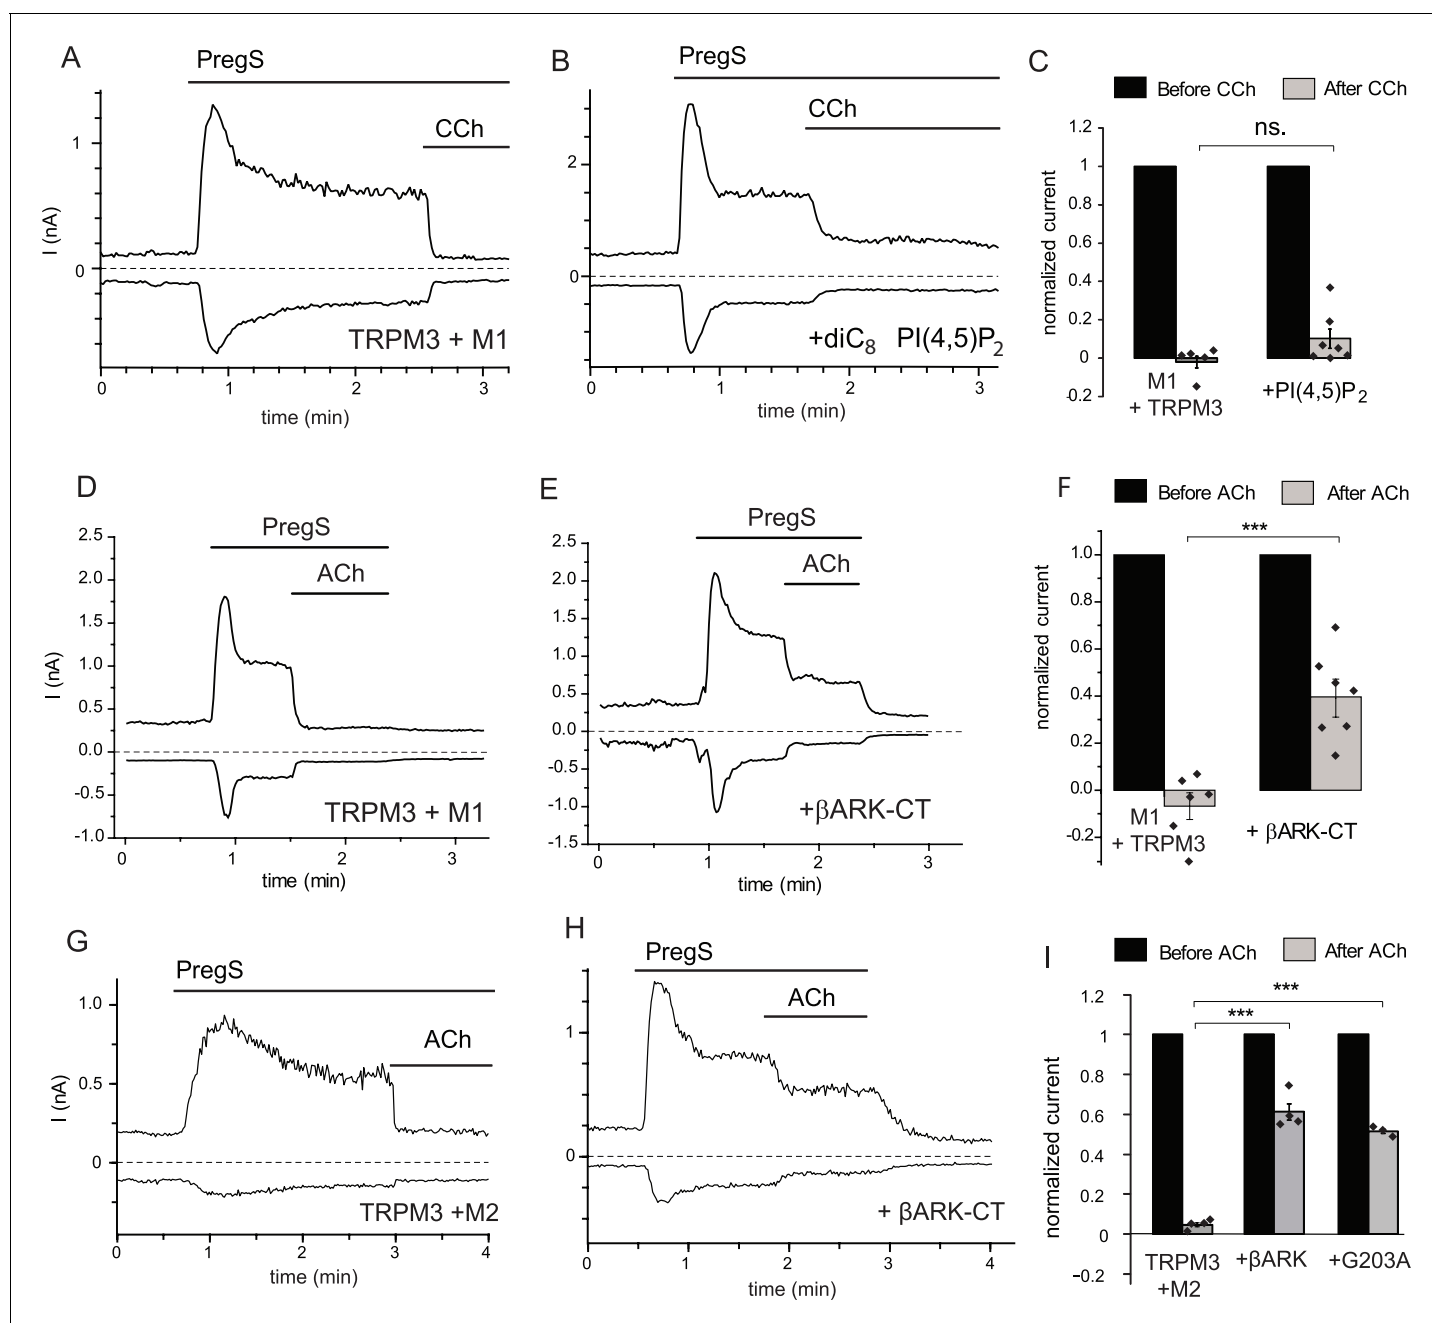 A
PregS
CCh
1
0
I (nA)
TRPM3 + M1
0 1 2 3
time (min)
B
PregS
CCh
2
0
+diC8 PI(4,5)P2
0 1 2 3
time (min)
C
Before CCh After CCh
1.2
ns.
1
0.8
0.6
0.4
0.2
0
0.2
normalized current
M1
+ TRPM3
+PI(4,5)P2
D
PregS
ACh
2.5
2.0
1.5
1.0
0.5
0.0
-0.5
-1.0
I (nA)
TRPM3 + M1
0 1 2 3
time (min)
E
PregS
ACh
2.5
2.0
1.5
1.0
0.5
0.0
-0.5
-1.0
-1.5
+βARK-CT
0 1 2 3
time (min)
F
Before ACh After ACh
***
1.0
0.8
0.6
0.4
0.2
0.0
-0.2
normalized current
M1
+ TRPM3
+ βARK-CT
G
PregS
ACh
1.0
0.5
0
I (nA)
TRPM3 +M2
0 1 2 3 4
time (min)
H
PregS
ACh
1
0
+ βARK-CT
0 1 2 3 4
time (min)
I
Before ACh After ACh
1.2
***
***
1
0.8
0.6
0.4
0.2
0
−0.2
normalized current
TRPM3
+M2
+βARK
+G203A